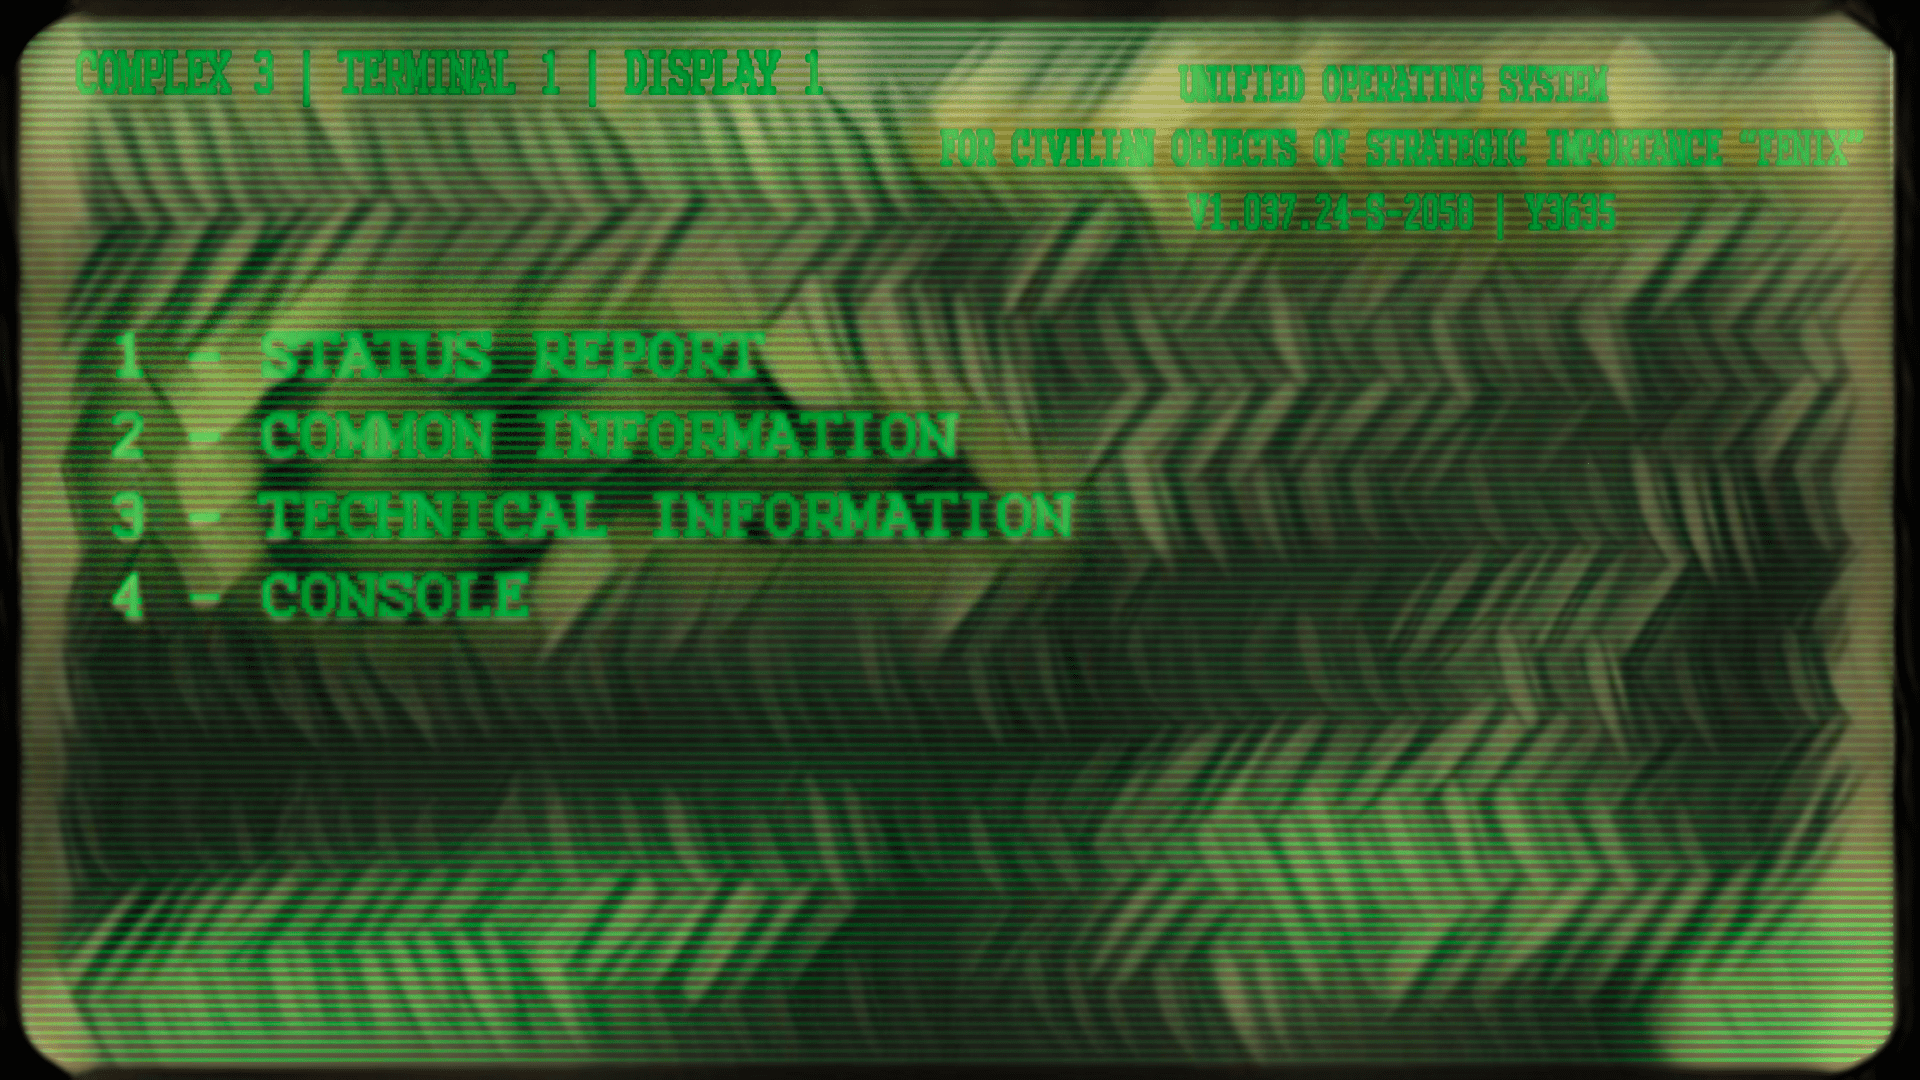 COMPLEX 3 | TERMINAL 1 | DISPLAY 1
UNIFIED OPERATING SYSTEM
FOR CIVILIAN OBJECTS OF STRATEGIC IMPORTANCE "FENIX"
V1.037.24-S-2058 | Y3635
1 - STATUS REPORT
2 - COMMON INFORMATION
3 - TECHNICAL INFORMATION
4 - CONSOLE